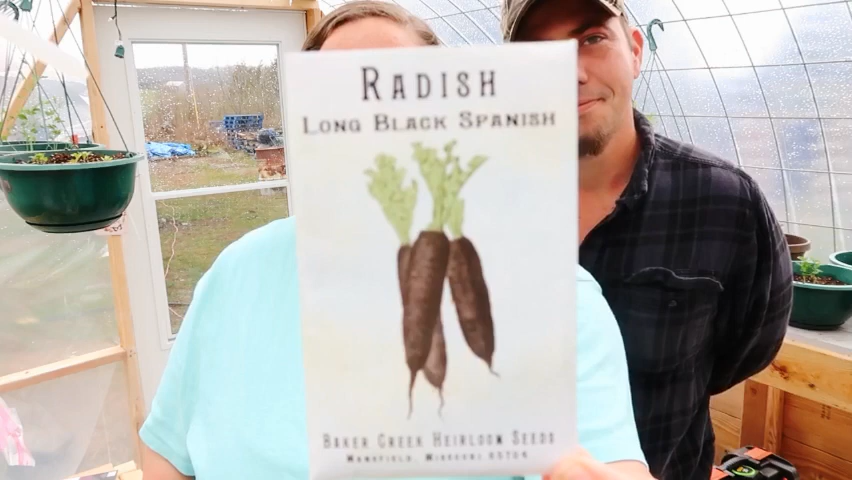 Radish
Long Black Spanish
Baker Creek Heirloom Seeds
Mansfield, Missouri 65704